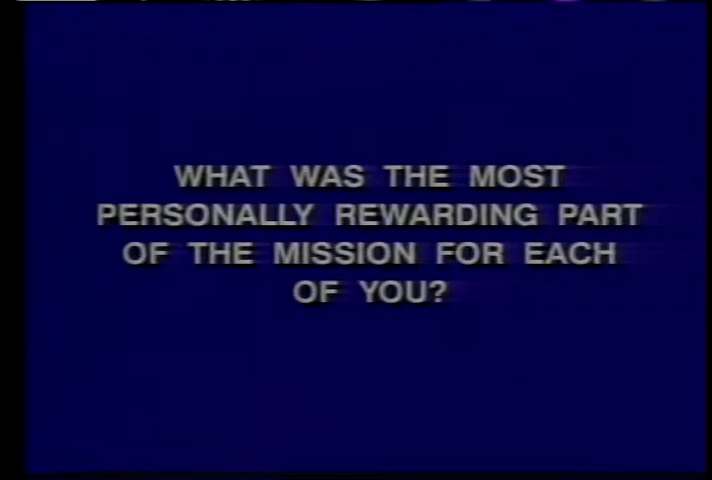 WHAT WAS THE MOST
PERSONALLY REWARDING PART
OF THE MISSION FOR EACH
OF YOU?